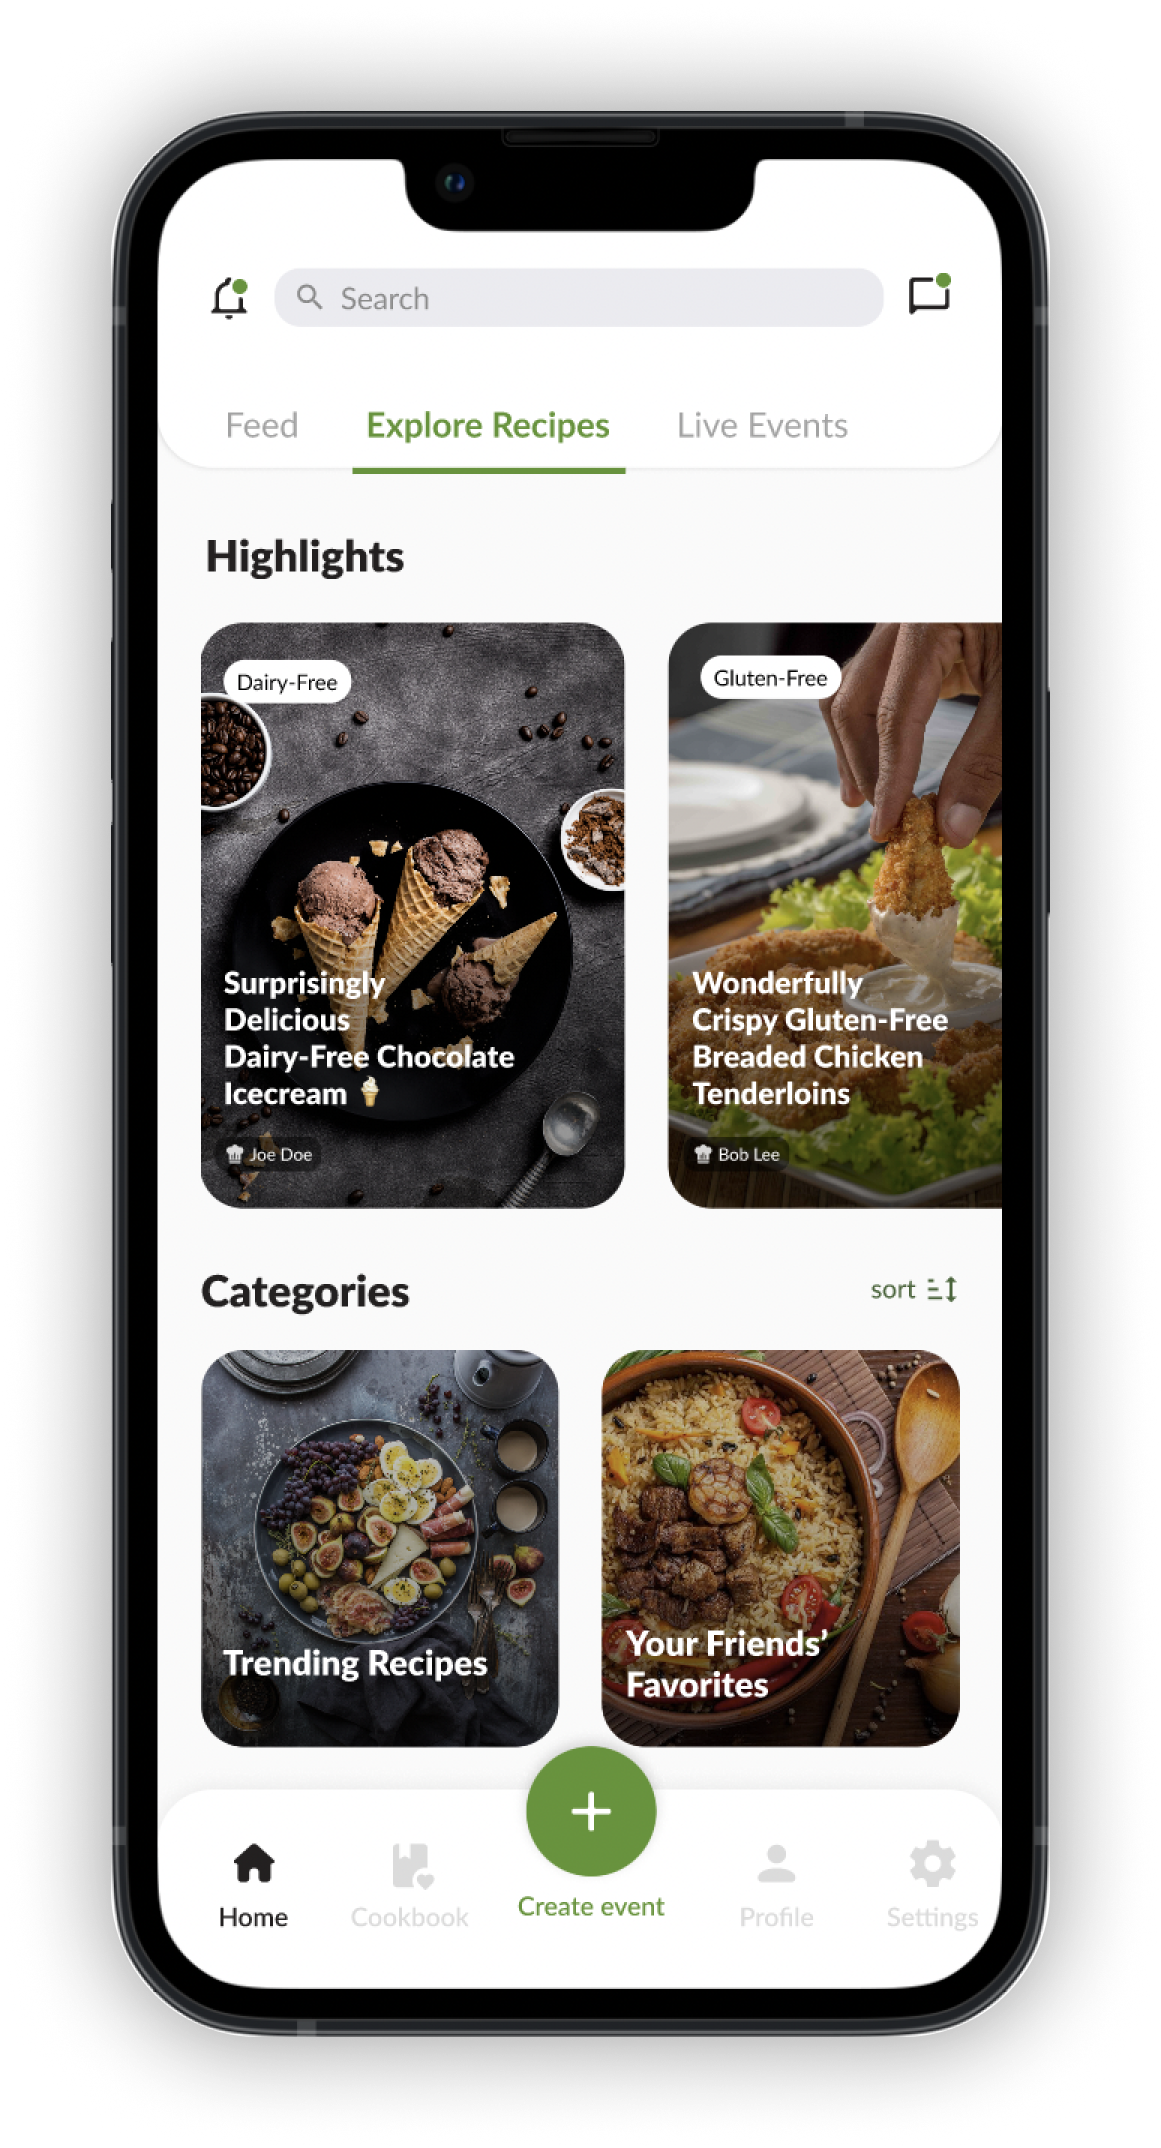 Search
Feed
Explore Recipes
Live Events
Highlights
Dairy-Free
Surprisingly
Delicious
Dairy-Free Chocolate
Icecream 🍦
Joe Doe
Gluten-Free
Wonderfully
Crispy Gluten-Free
Breaded Chicken
Tenderloins
Bob Lee
Categories
sort
Trending Recipes
Your Friends’
Favorites
Home
Cookbook
Create event
Profile
Settings